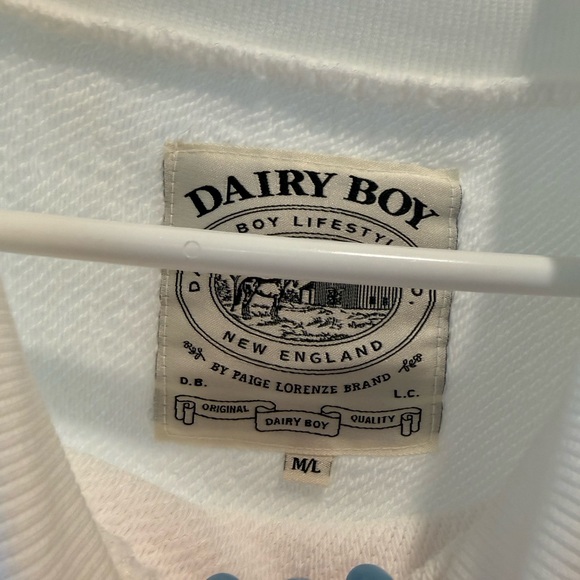 DAIRY BOY
BOY LIFESTYL
NEW ENGLAND
BY PAIGE LORENZE BRAND
D.B.
L.C.
ORIGINAL
DAIRY BOY
QUALITY
M/L